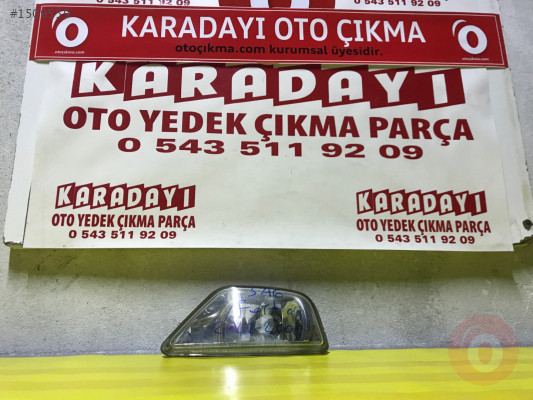 KARADAYI OTO ÇIKMA
otoçıkma.com kurumsal üyesidir.
KARADAYI
OTO YEDEK ÇIKMA PARÇA
0 543 511 92 09
KARADAYI
OTO YEDEK ÇIKMA PARÇA
0 543 511 92 09
KARADAYI
OTO YEDEK ÇIKMA PARÇA
0 543 511 92 09
SAĞ